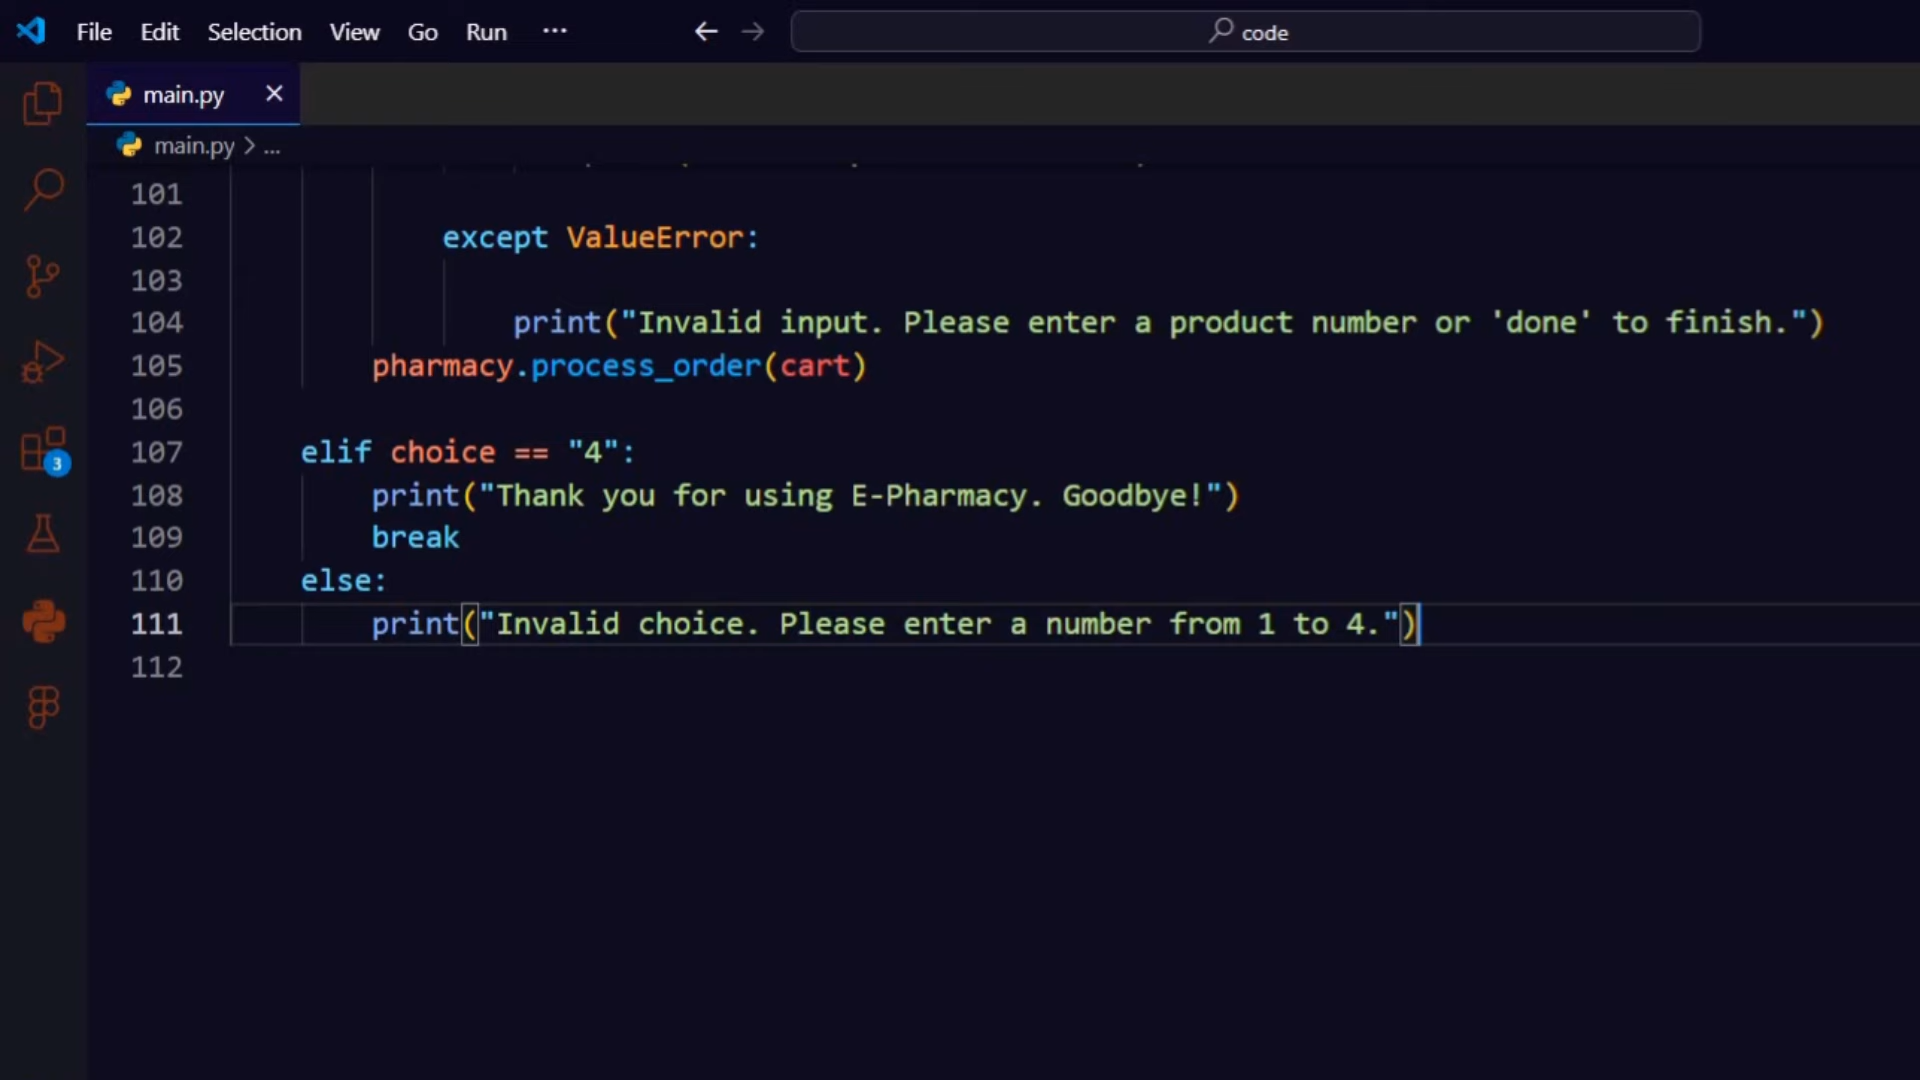 File Edit Selection View Go Run ... code
main.py
main.py > ...
101
102 except ValueError:
103
104 print("Invalid input. Please enter a product number or 'done' to finish.")
105 pharmacy.process_order(cart)
106
107 elif choice == "4":
108 print("Thank you for using E-Pharmacy. Goodbye!")
109 break
110 else:
111 print("Invalid choice. Please enter a number from 1 to 4.")
112
3